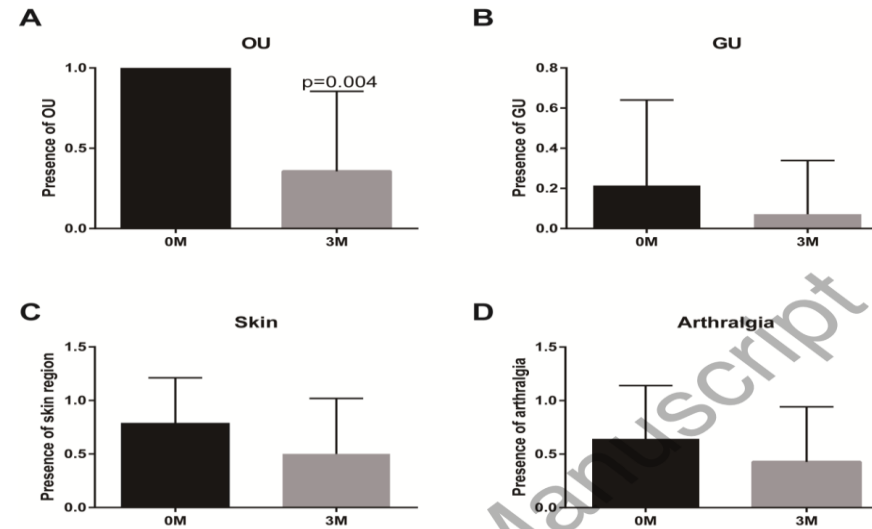 A
OU
Presence of OU
1.0
0.5
0.0
p=0.004
0M
3M
B
GU
Presence of GU
0.8
0.6
0.4
0.2
0.0
0M
3M
C
Skin
Presence of skin region
1.5
1.0
0.5
0.0
0M
3M
D
Arthralgia
Presence of arthralgia
1.5
1.0
0.5
0.0
0M
3M
Manuscript